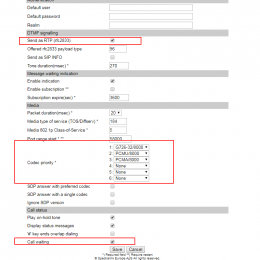 Default user
Default password
Realm
DTMF signalling
Send as RTP (rfc2833)
Offered rfc2833 payload type 96
Send as SIP INFO
Tone duration(msec) * 270
Message waiting indication
Enable indication
Enable subscription
Subscription expire(sec) * 3600
Media
Packet duration(msec) * 20
Media type of service (TOS/Diffserv) * 184
Media 802.1p Class-of-Service *
Port range start * **
Codec priority *
1 G726-32/8000
2 PCMU/8000
3 PCMA/8000
4 None
5 None
6 None
SDP answer with preferred codec
SDP answer with a single codec
Ignore SDP version
Call status
Play on-hold tone
Display status messages
'#' key ends overlap dialing
Call waiting
Save Cancel
*) Required field **) Require restart